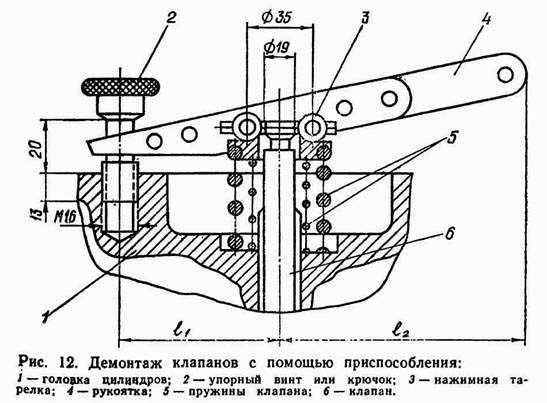 2
Ф35
3
4
Ф19
20
5
13
М16
6
1
l₁
l₂
Рис. 12. Демонтаж клапанов с помощью приспособления:
1 — головка цилиндров; 2 — упорный винт или крючок; 3 — нажимная та-
релка; 4 — рукоятка; 5 — пружины клапана; 6 — клапан.